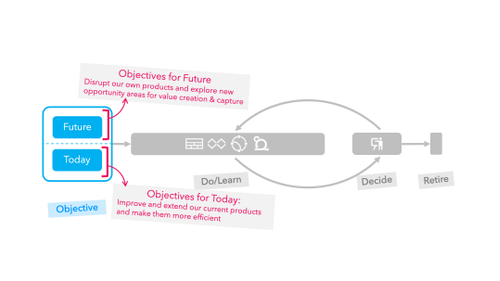 Objectives for Future
Disrupt our own products and explore new
opportunity areas for value creation & capture
Future
Today
Do/Learn
Decide
Retire
Objective
Objectives for Today:
Improve and extend our current products
and make them more efficient